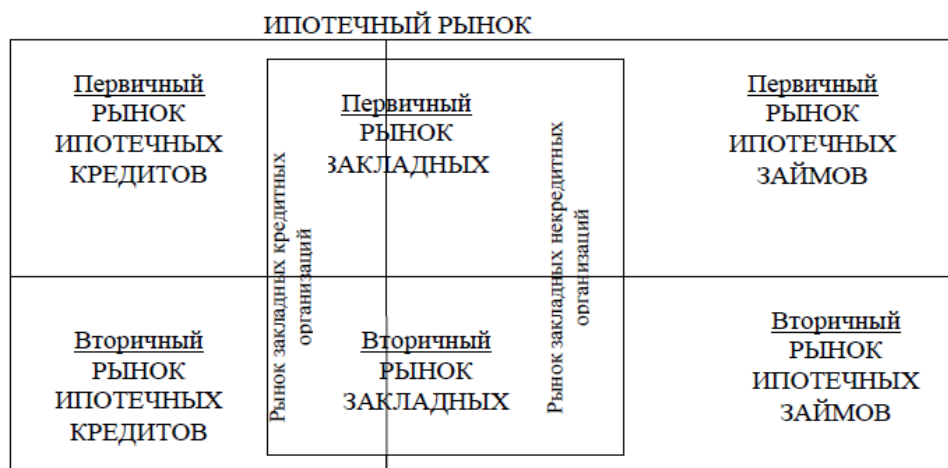 ИПОТЕЧНЫЙ РЫНОК
Первичный
РЫНОК
ИПОТЕЧНЫХ
КРЕДИТОВ
Первичный
РЫНОК
ЗАКЛАДНЫХ
Первичный
РЫНОК
ИПОТЕЧНЫХ
ЗАЙМОВ
Рынок закладных кредитных
организаций
Рынок закладных некредитных
организаций
Вторичный
РЫНОК
ИПОТЕЧНЫХ
КРЕДИТОВ
Вторичный
РЫНОК
ЗАКЛАДНЫХ
Вторичный
РЫНОК
ИПОТЕЧНЫХ
ЗАЙМОВ